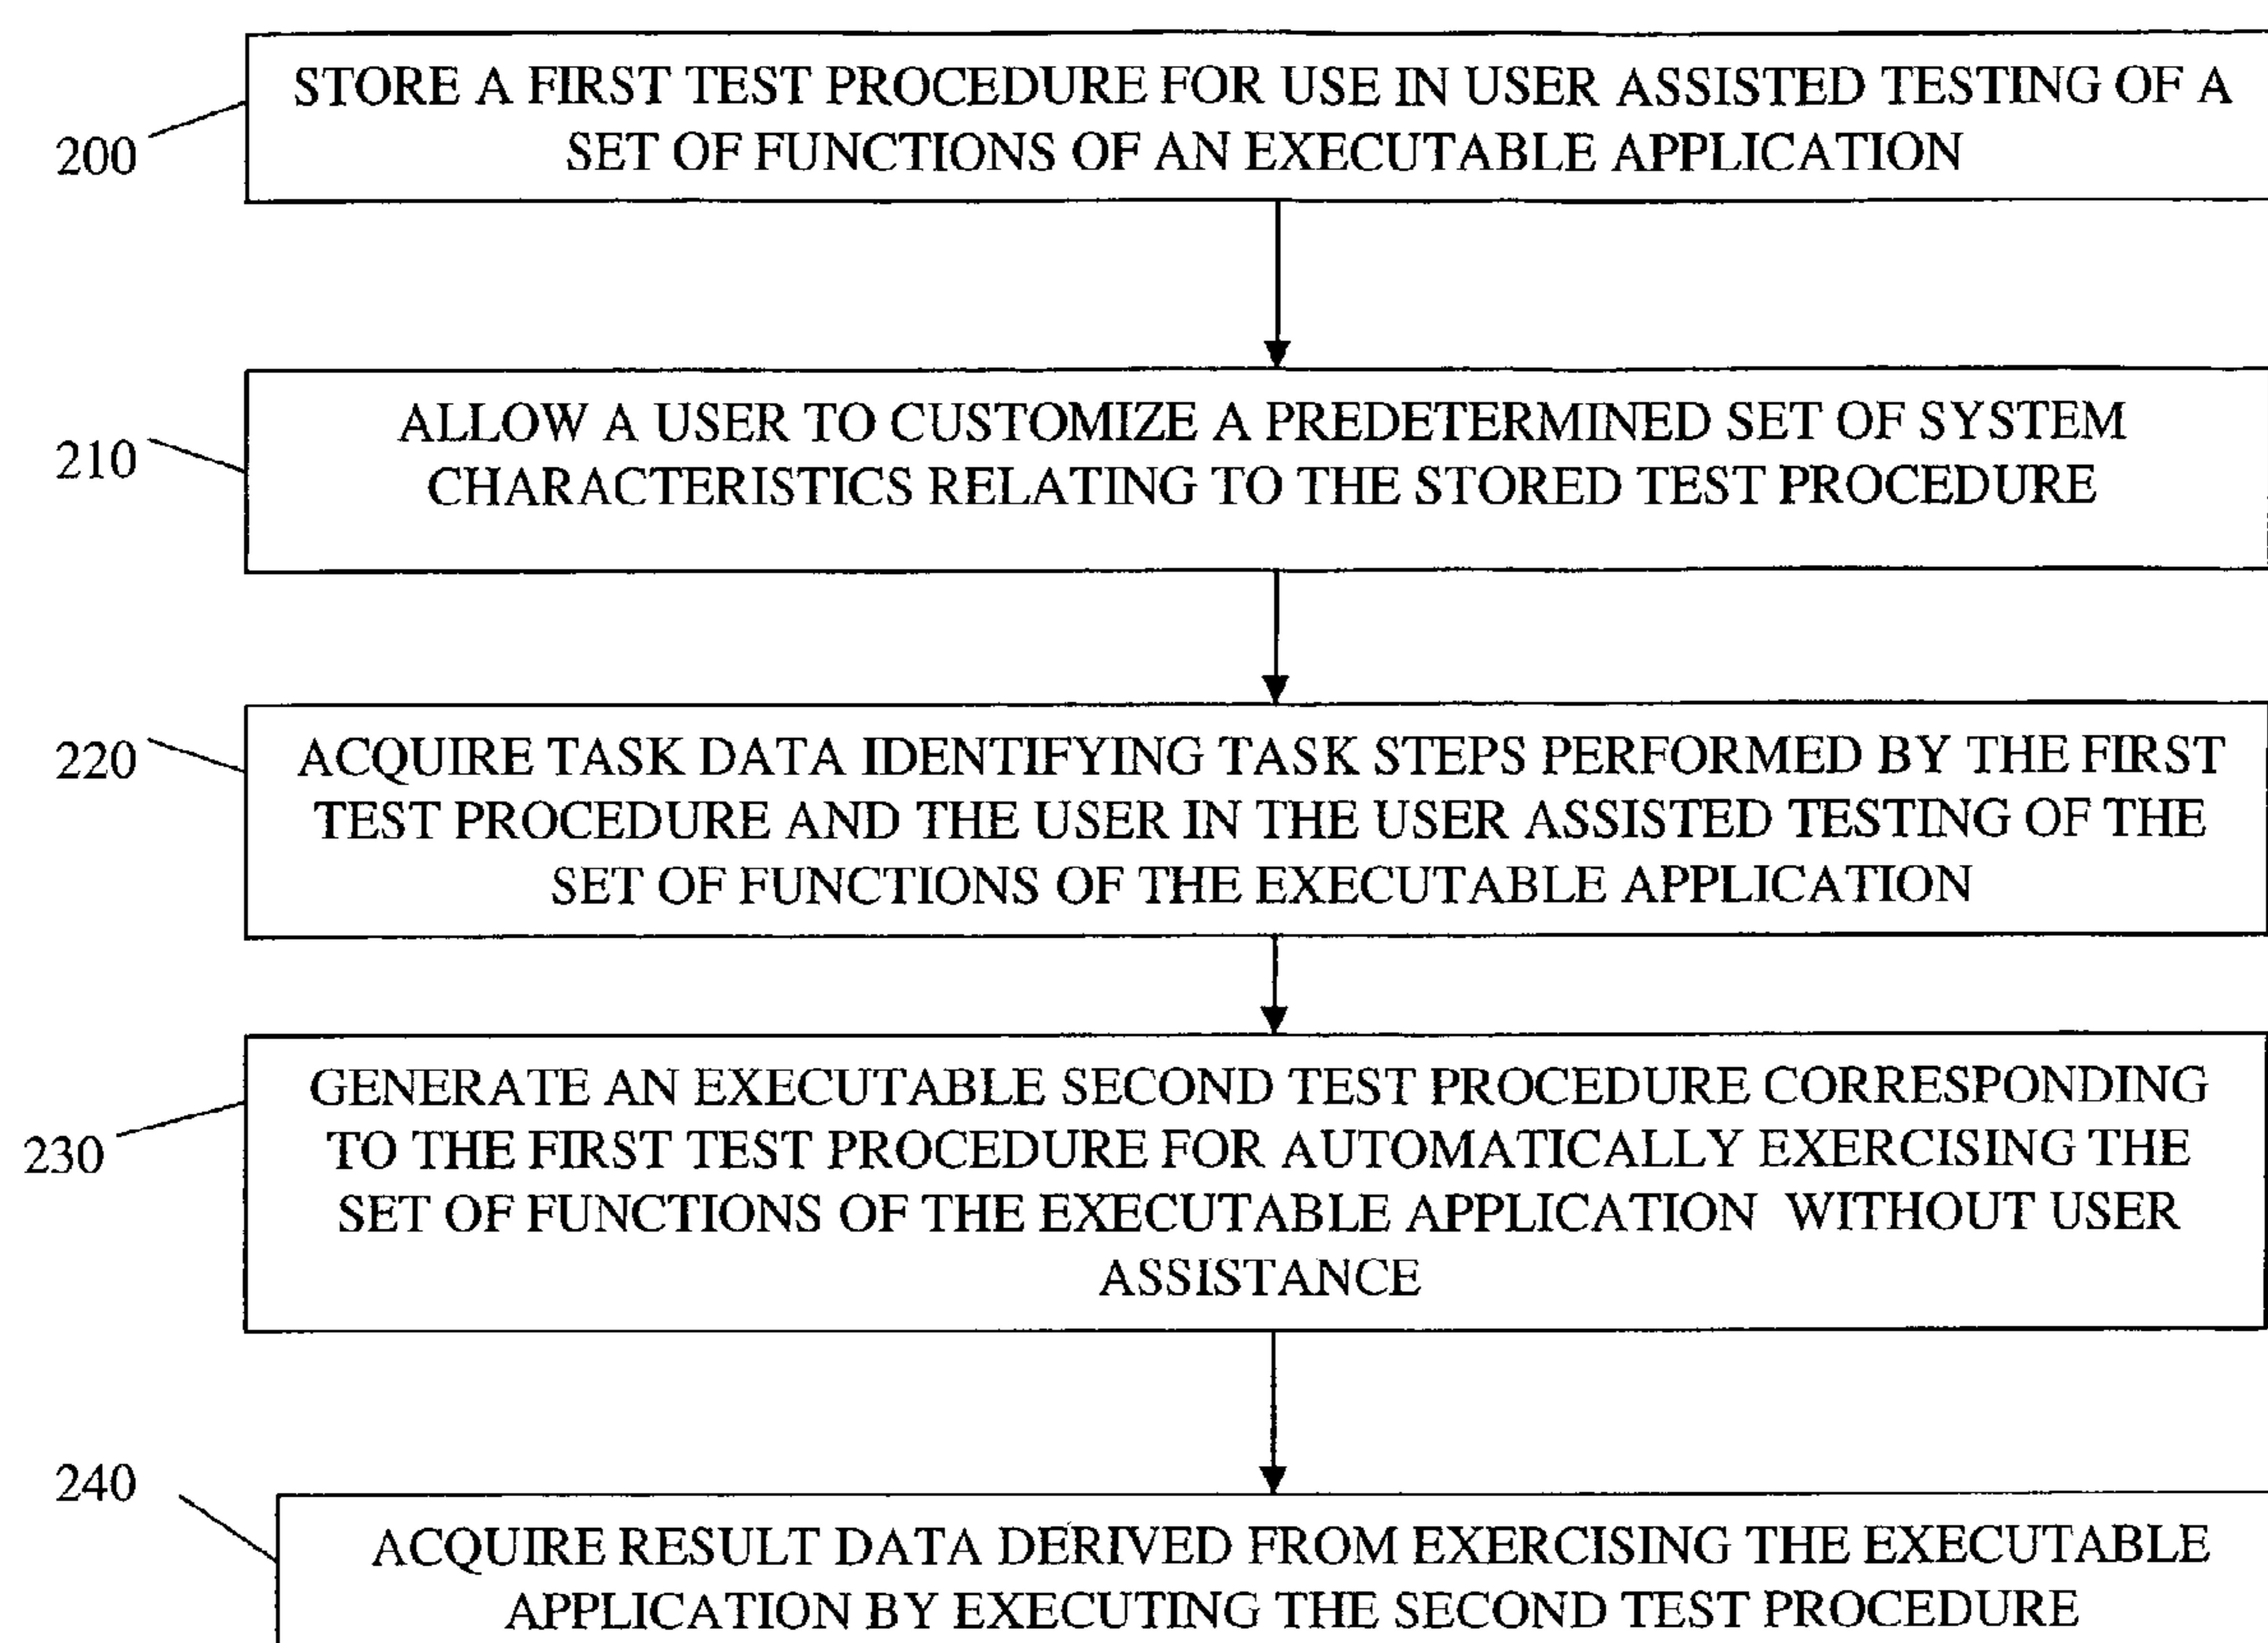 STORE A FIRST TEST PROCEDURE FOR USE IN USER ASSISTED TESTING OF A
SET OF FUNCTIONS OF AN EXECUTABLE APPLICATION
200
ALLOW A USER TO CUSTOMIZE A PREDETERMINED SET OF SYSTEM
CHARACTERISTICS RELATING TO THE STORED TEST PROCEDURE
210
ACQUIRE TASK DATA IDENTIFYING TASK STEPS PERFORMED BY THE FIRST
TEST PROCEDURE AND THE USER IN THE USER ASSISTED TESTING OF THE
SET OF FUNCTIONS OF THE EXECUTABLE APPLICATION
220
GENERATE AN EXECUTABLE SECOND TEST PROCEDURE CORRESPONDING
TO THE FIRST TEST PROCEDURE FOR AUTOMATICALLY EXERCISING THE
SET OF FUNCTIONS OF THE EXECUTABLE APPLICATION WITHOUT USER
ASSISTANCE
230
240
ACQUIRE RESULT DATA DERIVED FROM EXERCISING THE EXECUTABLE
APPLICATION BY EXECUTING THE SECOND TEST PROCEDURE